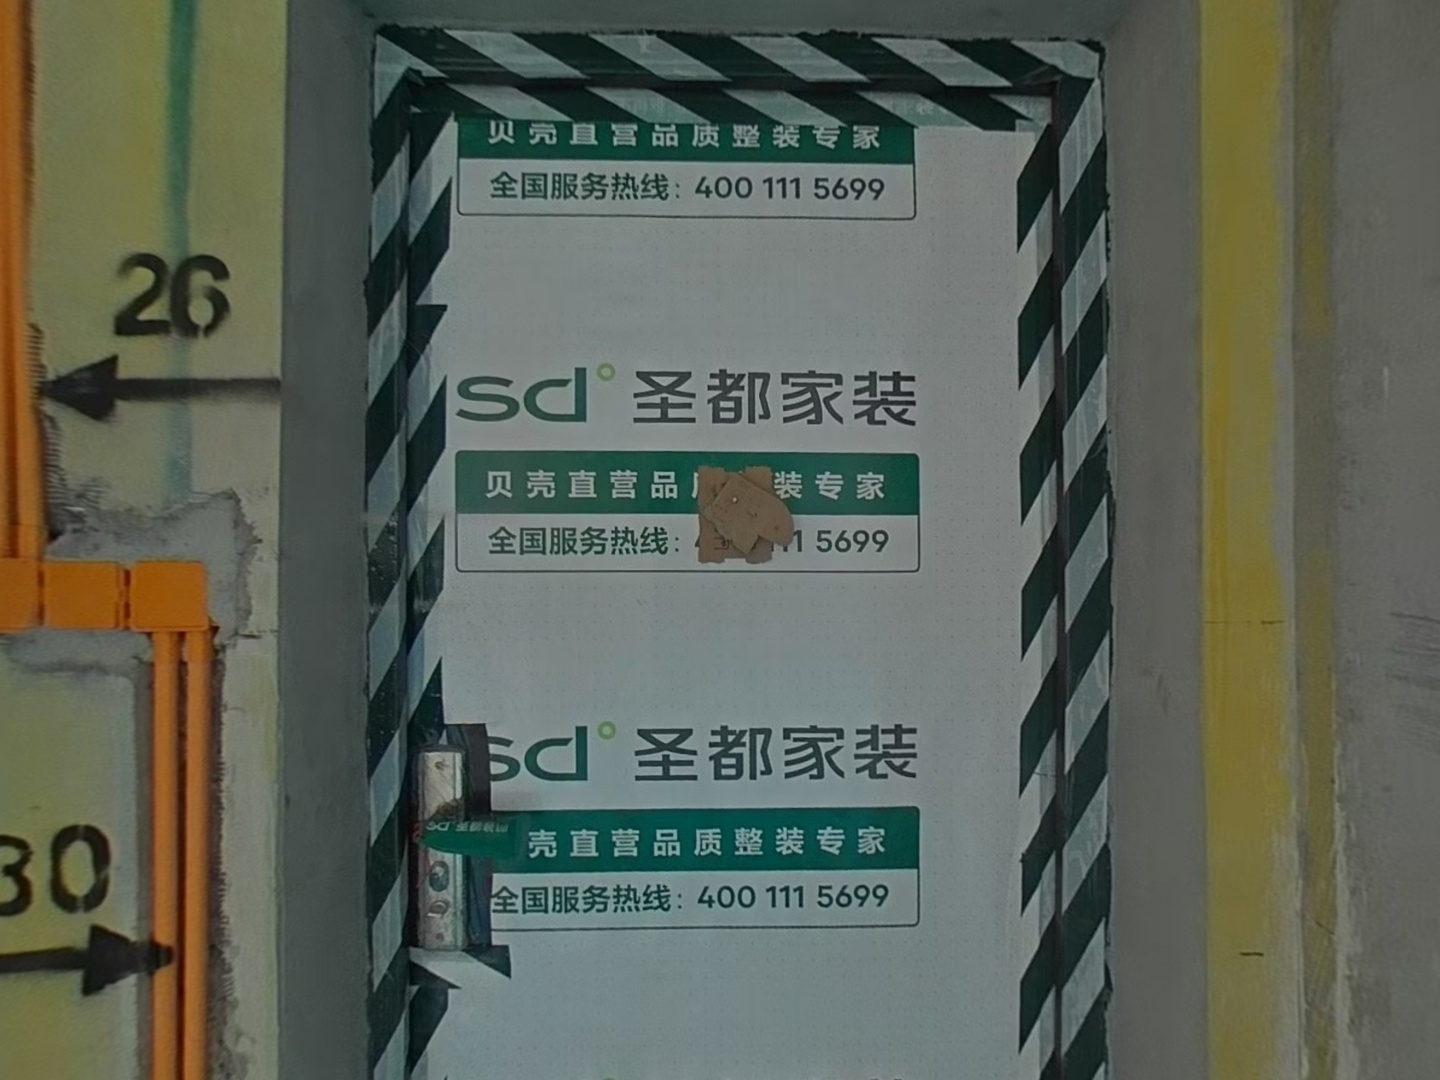 贝壳直营品质整装专家
全国服务热线：400 111 5699
26
sd°圣都家装
贝壳直营品 装专家
全国服务热线： 11 5699
sd°圣都家装
壳直营品质整装专家
全国服务热线：400 111 5699
30